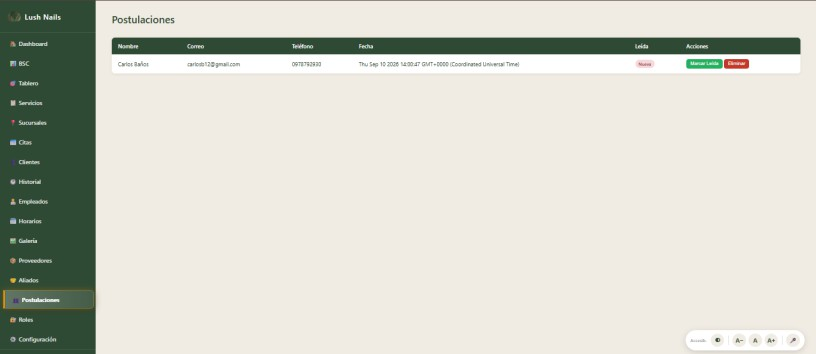 Lush Nails
Dashboard
BSC
Tablero
Servicios
Sucursales
Citas
Clientes
Historial
Empleados
Horarios
Galería
Proveedores
Aliados
Postulaciones
Roles
Configuración
Postulaciones
Nombre Correo Teléfono Fecha Leída Acciones
Carlos Baños carlosb12@gmail.com 0978793930 Thu Sep 10 2026 14:00:47 GMT+0000 (Coordinated Universal Time) Nueva Marcar Leída Eliminar
A− A A+